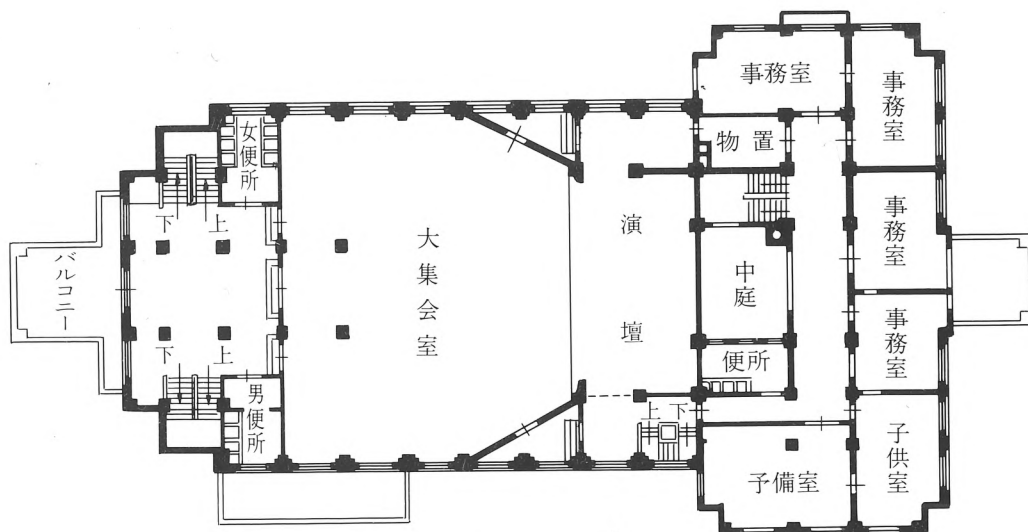 事務室
事務室
女便所
物置
下
上
バルコニー
大集会室
演壇
中庭
事務室
事務室
便所
下
上
男便所
上
下
予備室
子供室